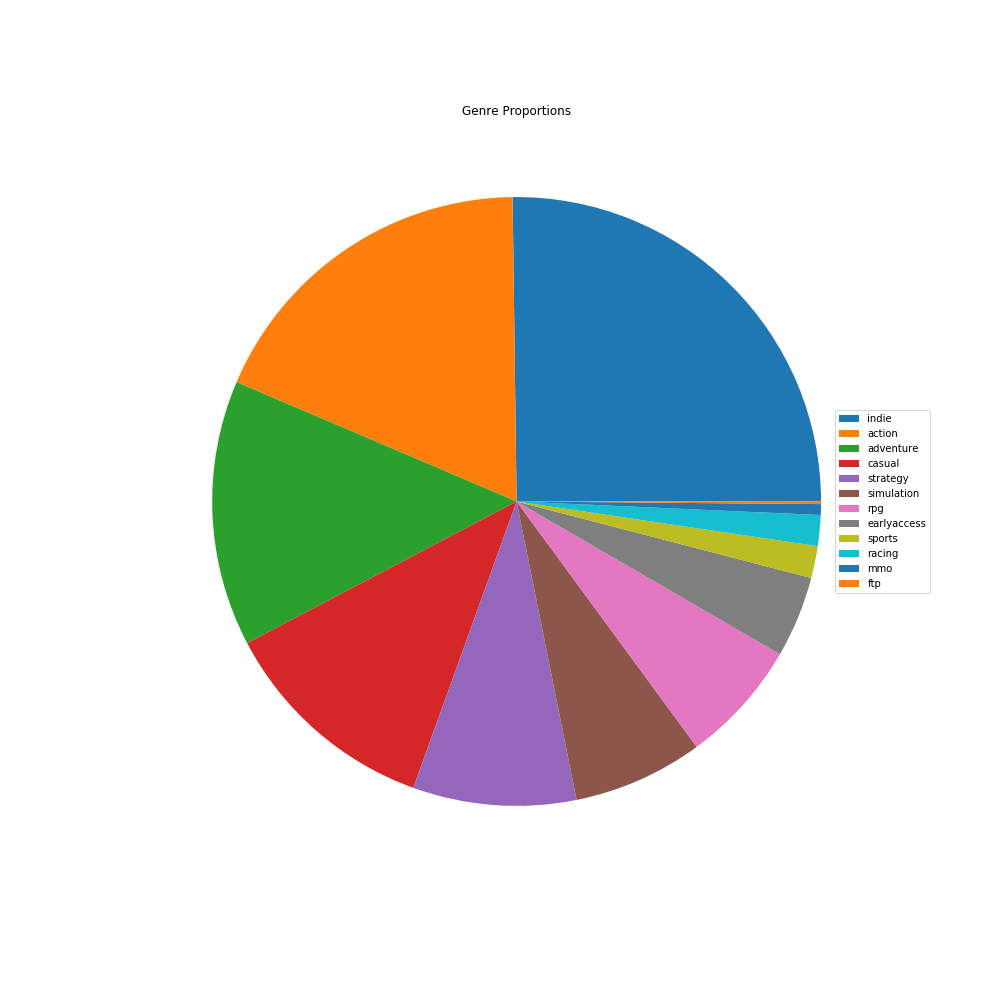 Genre Proportions
indie
action
adventure
casual
strategy
simulation
rpg
earlyaccess
sports
racing
mmo
ftp